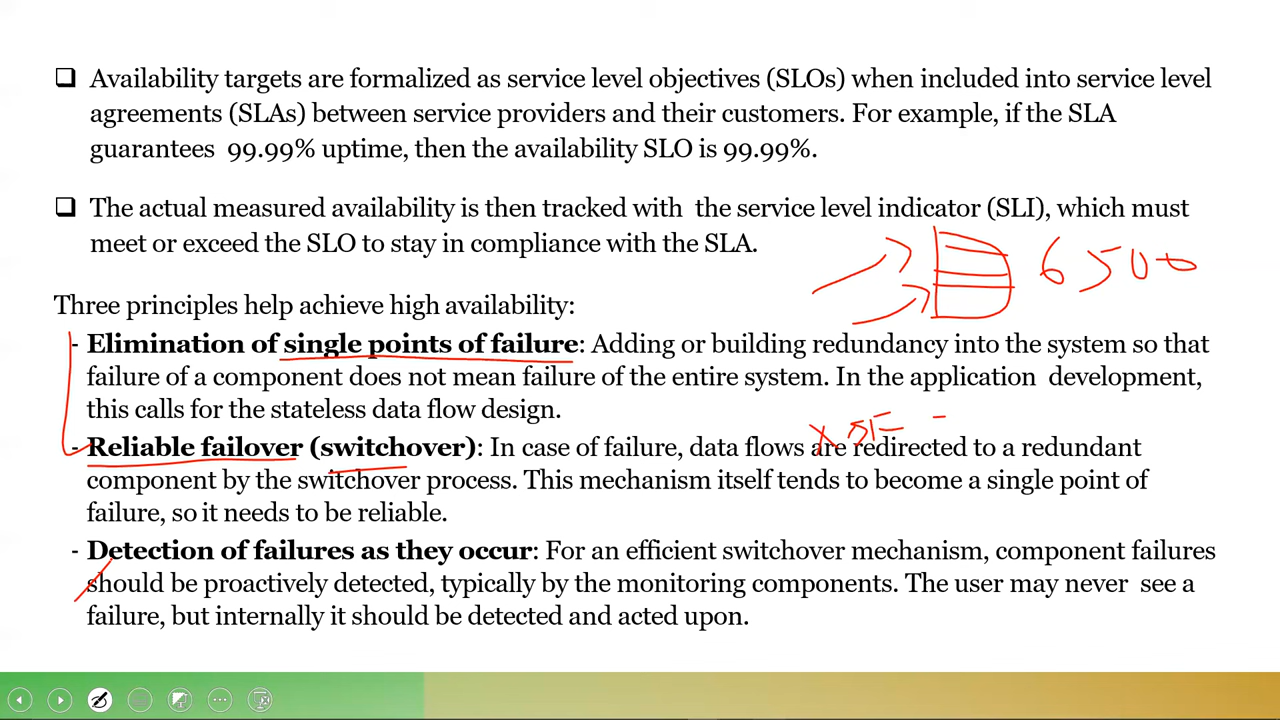 ❑ Availability targets are formalized as service level objectives (SLOs) when included into service level
agreements (SLAs) between service providers and their customers. For example, if the SLA
guarantees 99.99% uptime, then the availability SLO is 99.99%.
❑ The actual measured availability is then tracked with the service level indicator (SLI), which must
meet or exceed the SLO to stay in compliance with the SLA.
6500
Three principles help achieve high availability:
- Elimination of single points of failure: Adding or building redundancy into the system so that
failure of a component does not mean failure of the entire system. In the application development,
this calls for the stateless data flow design.
- Reliable failover (switchover): In case of failure, data flows are redirected to a redundant
component by the switchover process. This mechanism itself tends to become a single point of
failure, so it needs to be reliable.
- Detection of failures as they occur: For an efficient switchover mechanism, component failures
should be proactively detected, typically by the monitoring components. The user may never see a
failure, but internally it should be detected and acted upon.